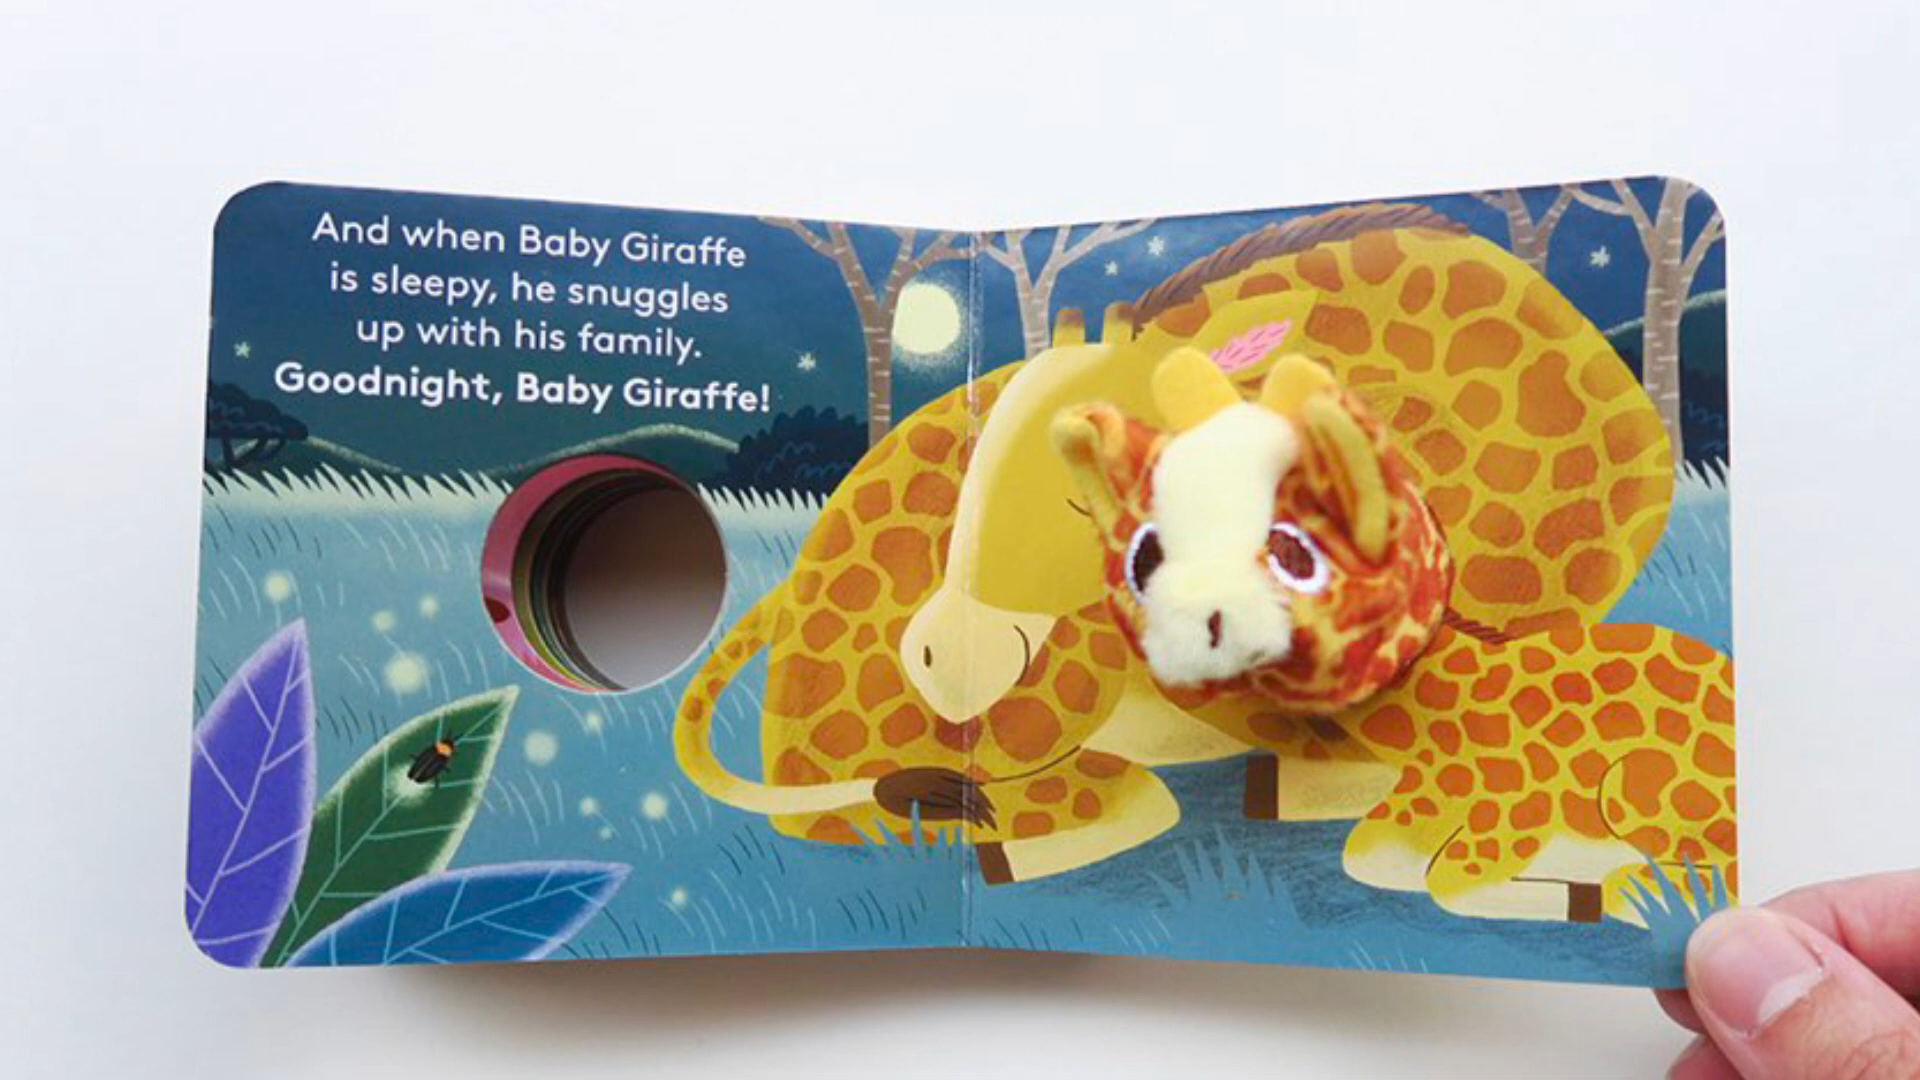 And when Baby Giraffe
is sleepy, he snuggles
up with his family.
Goodnight, Baby Giraffe!